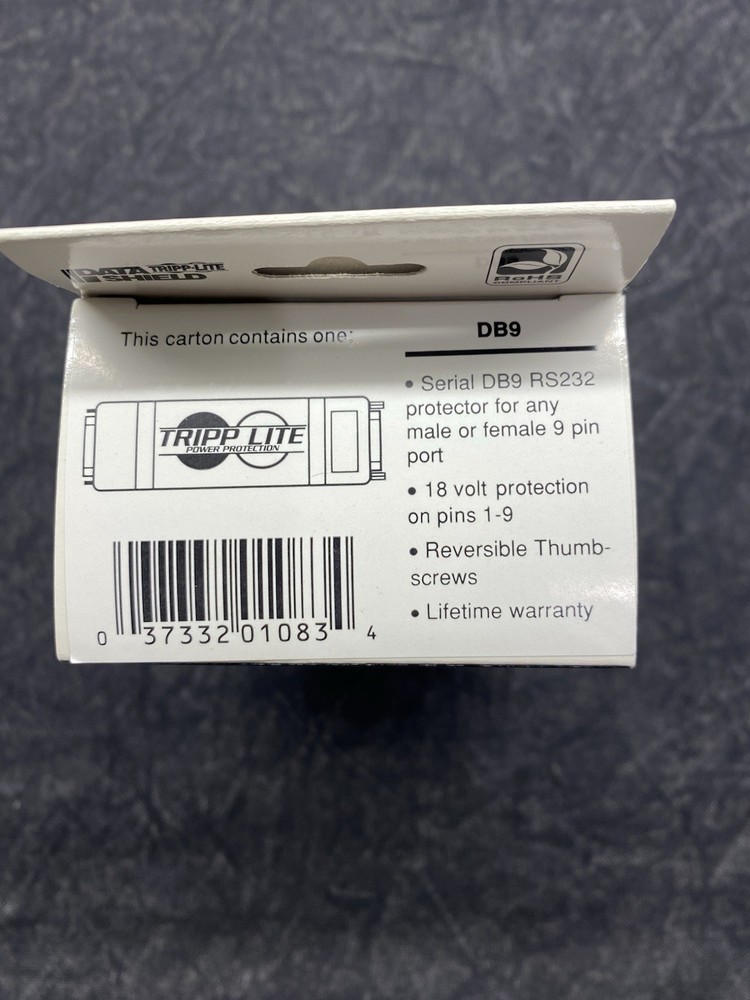 DATA TRIPP·LITE
SHIELD
RoHS
COMPLIANT
This carton contains one:
DB9
• Serial DB9 RS232
protector for any
male or female 9 pin
port
• 18 volt protection
on pins 1-9
• Reversible Thumb-
screws
• Lifetime warranty
TRIPP LITE
POWER PROTECTION
0 37332 01083 4